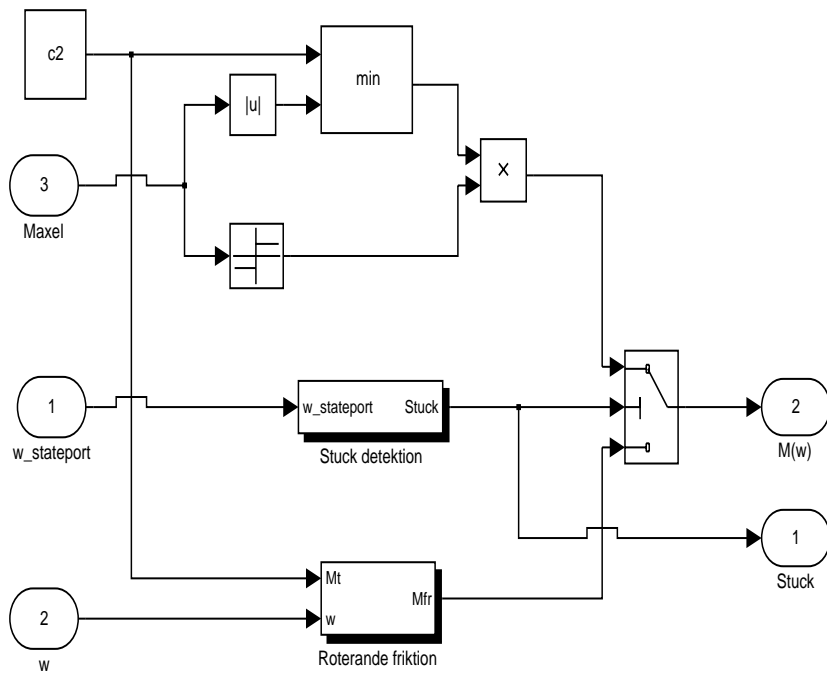 c2
min
|u|
X
3
Maxel
1
w_stateport
w_stateport Stuck
Stuck detektion
2
M(w)
1
Stuck
Mt
w
Mfr
Roterande friktion
2
w